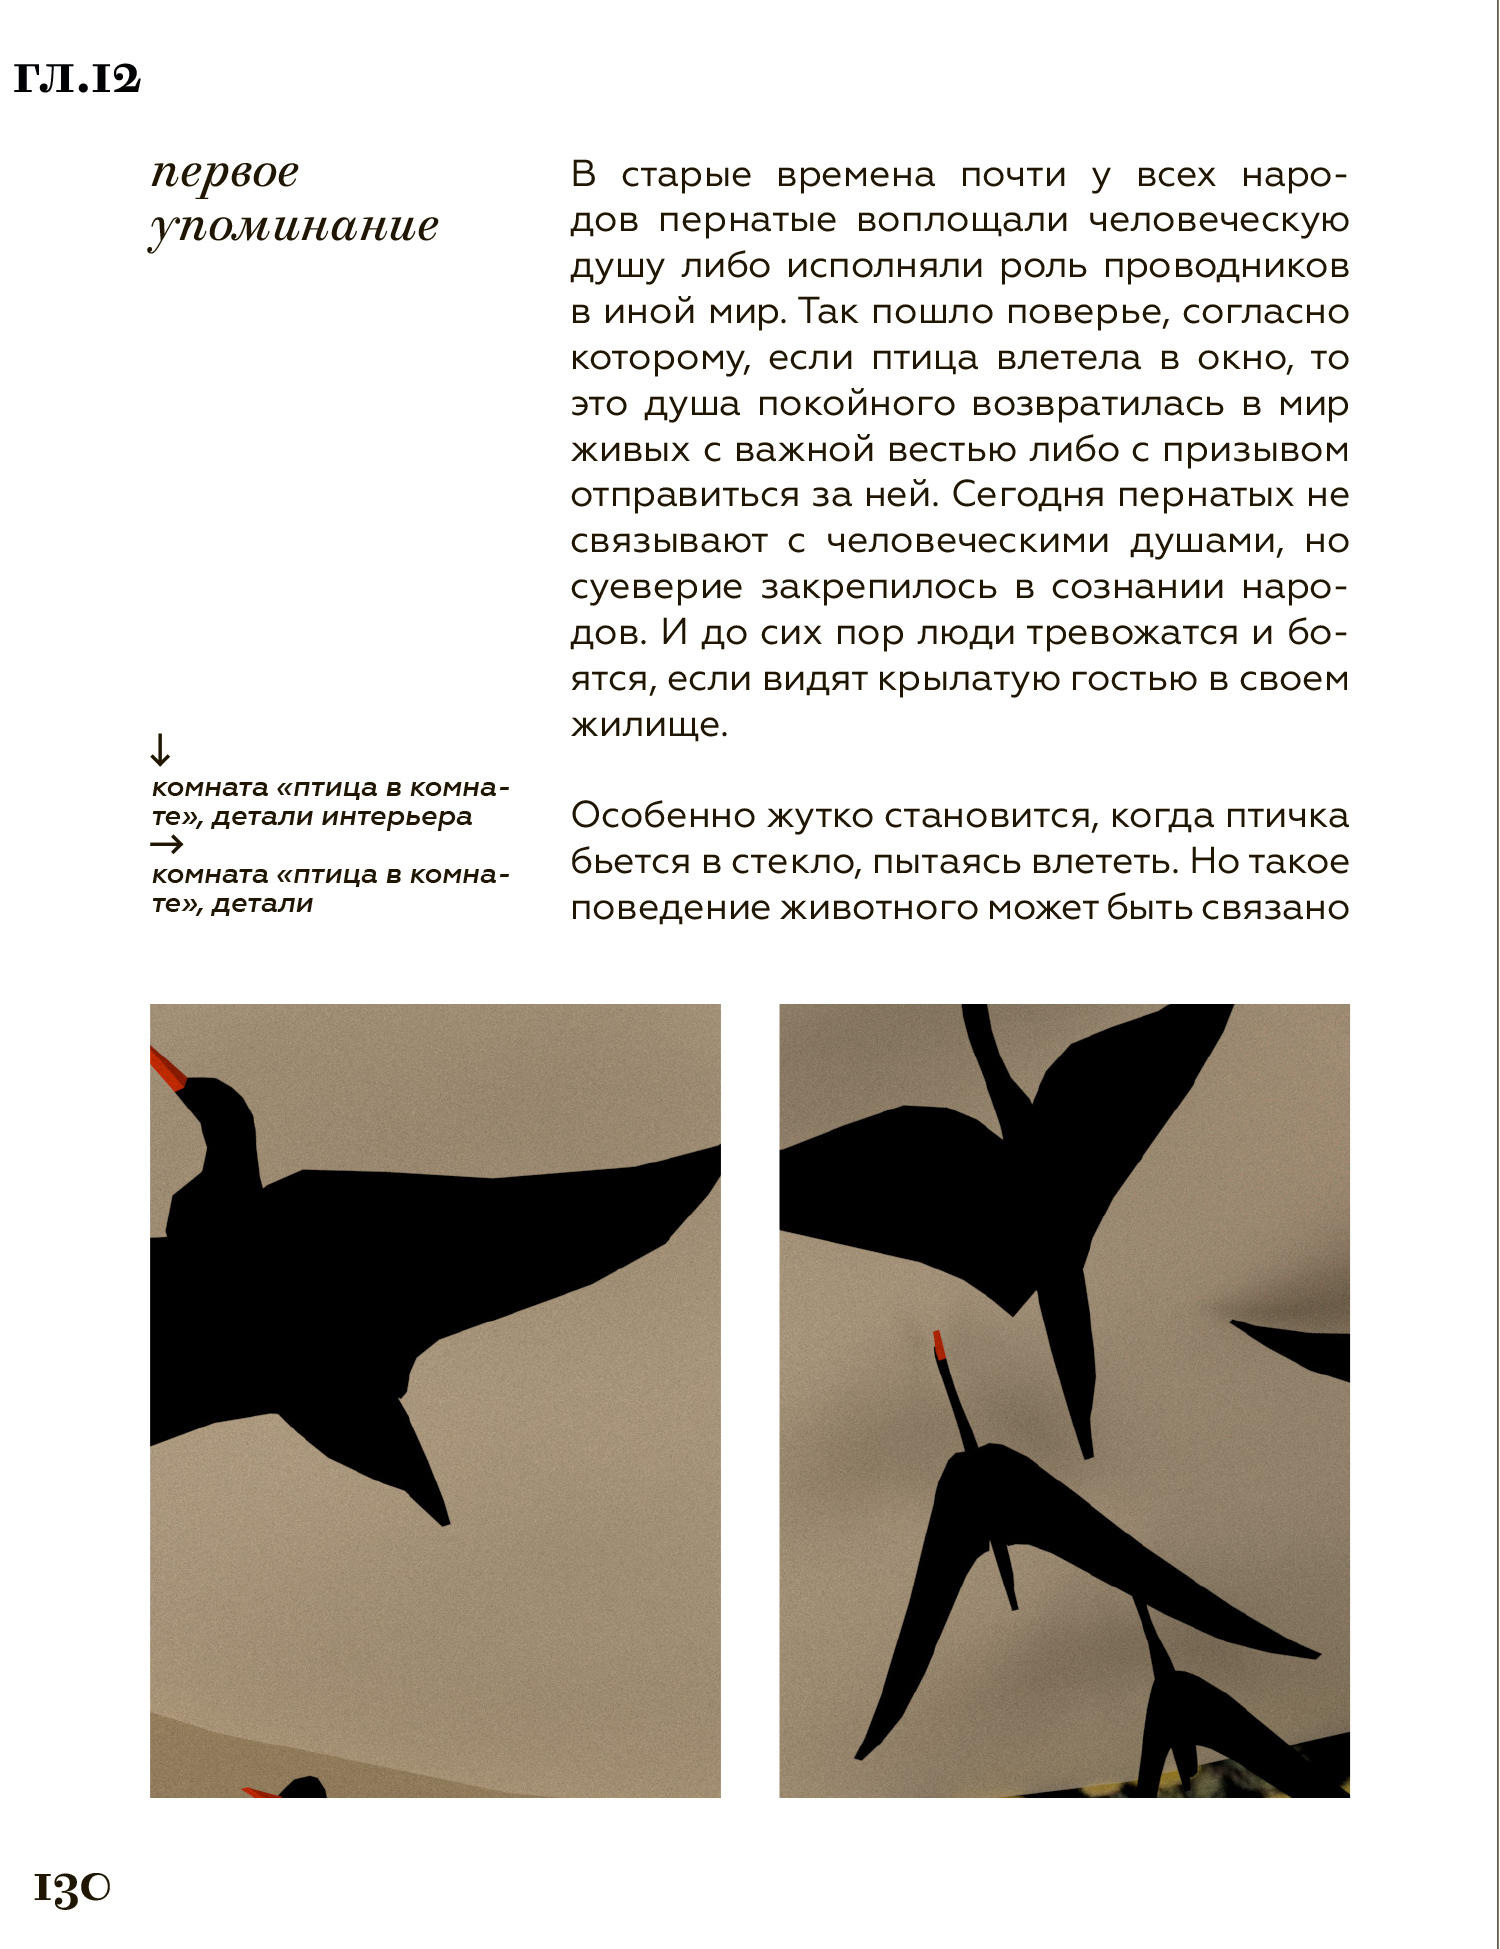 гл.12
первое
упоминание
В старые времена почти у всех наро-
дов пернатые воплощали человеческую
душу либо исполняли роль проводников
в иной мир. Так пошло поверье, согласно
которому, если птица влетела в окно, то
это душа покойного возвратилась в мир
живых с важной вестью либо с призывом
отправиться за ней. Сегодня пернатых не
связывают с человеческими душами, но
суеверие закрепилось в сознании наро-
дов. И до сих пор люди тревожатся и бо-
ятся, если видят крылатую гостью в своем
жилище.
↓
комната «птица в комна-
те», детали интерьера
→
комната «птица в комна-
те», детали
Особенно жутко становится, когда птичка
бьется в стекло, пытаясь влететь. Но такое
поведение животного может быть связано
130